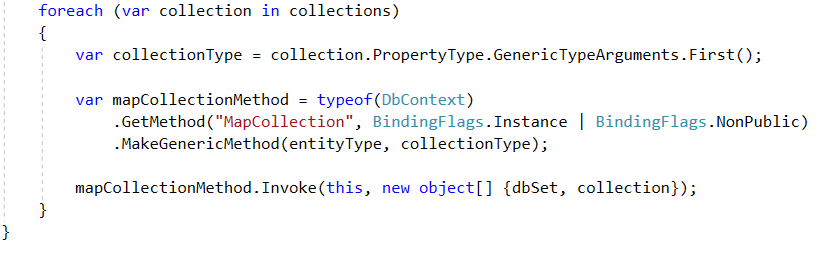 foreach (var collection in collections)
{
var collectionType = collection.PropertyType.GenericTypeArguments.First();
var mapCollectionMethod = typeof(DbContext)
.GetMethod("MapCollection", BindingFlags.Instance | BindingFlags.NonPublic)
.MakeGenericMethod(entityType, collectionType);
mapCollectionMethod.Invoke(this, new object[] {dbSet, collection});
}
}